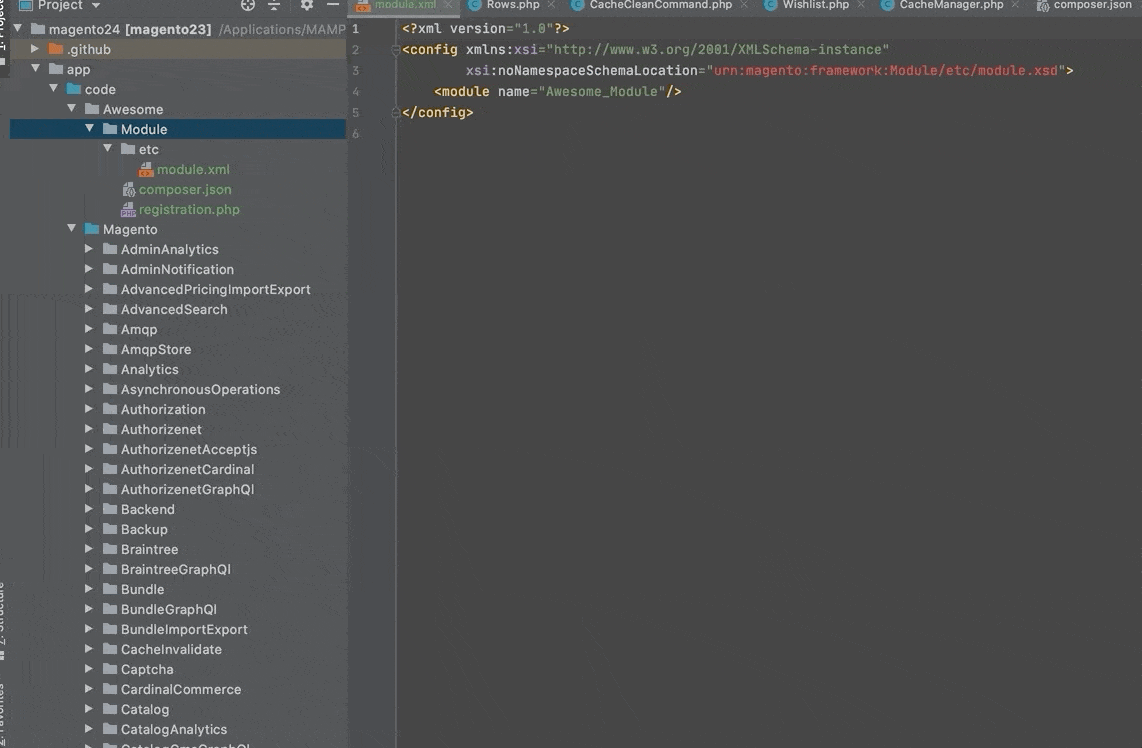 Project
module.xml
Rows.php
CacheCleanCommand.php
Wishlist.php
CacheManager.php
composer.json
1: Project
magento24 [magento23] /Applications/MAMP
.github
app
code
Awesome
Module
etc
module.xml
composer.json
registration.php
Magento
AdminAnalytics
AdminNotification
AdvancedPricingImportExport
AdvancedSearch
Amqp
AmqpStore
Analytics
AsynchronousOperations
Authorization
Authorizenet
AuthorizenetAcceptjs
AuthorizenetCardinal
AuthorizenetGraphQl
Backend
Backup
Braintree
BraintreeGraphQl
Bundle
BundleGraphQl
BundleImportExport
CacheInvalidate
Captcha
CardinalCommerce
Catalog
CatalogAnalytics
CatalogCmsGraphQl
Z: Structure
2: Favorites
1 <?xml version="1.0"?>
2 <config xmlns:xsi="http://www.w3.org/2001/XMLSchema-instance"
3 xsi:noNamespaceSchemaLocation="urn:magento:framework:Module/etc/module.xsd">
4 <module name="Awesome_Module"/>
5 </config>
6